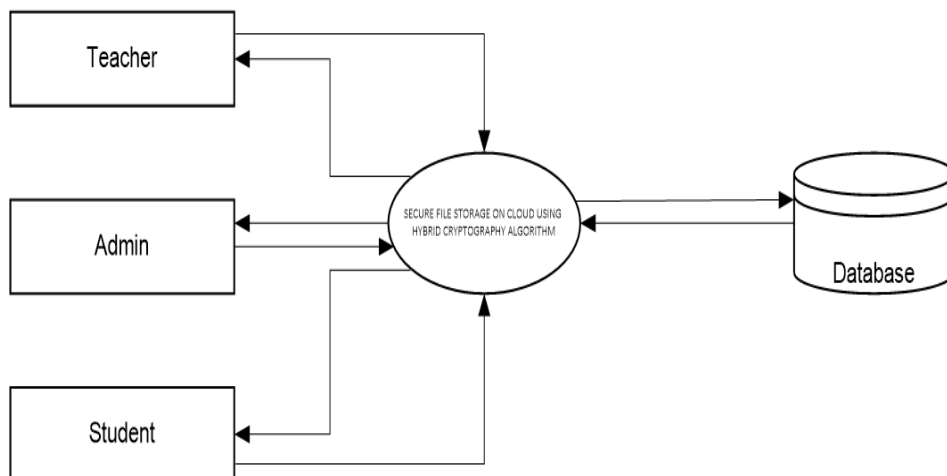 Teacher
SECURE FILE STORAGE ON CLOUD USING
HYBRID CRYPTOGRAPHY ALGORITHM
Admin
Database
Student